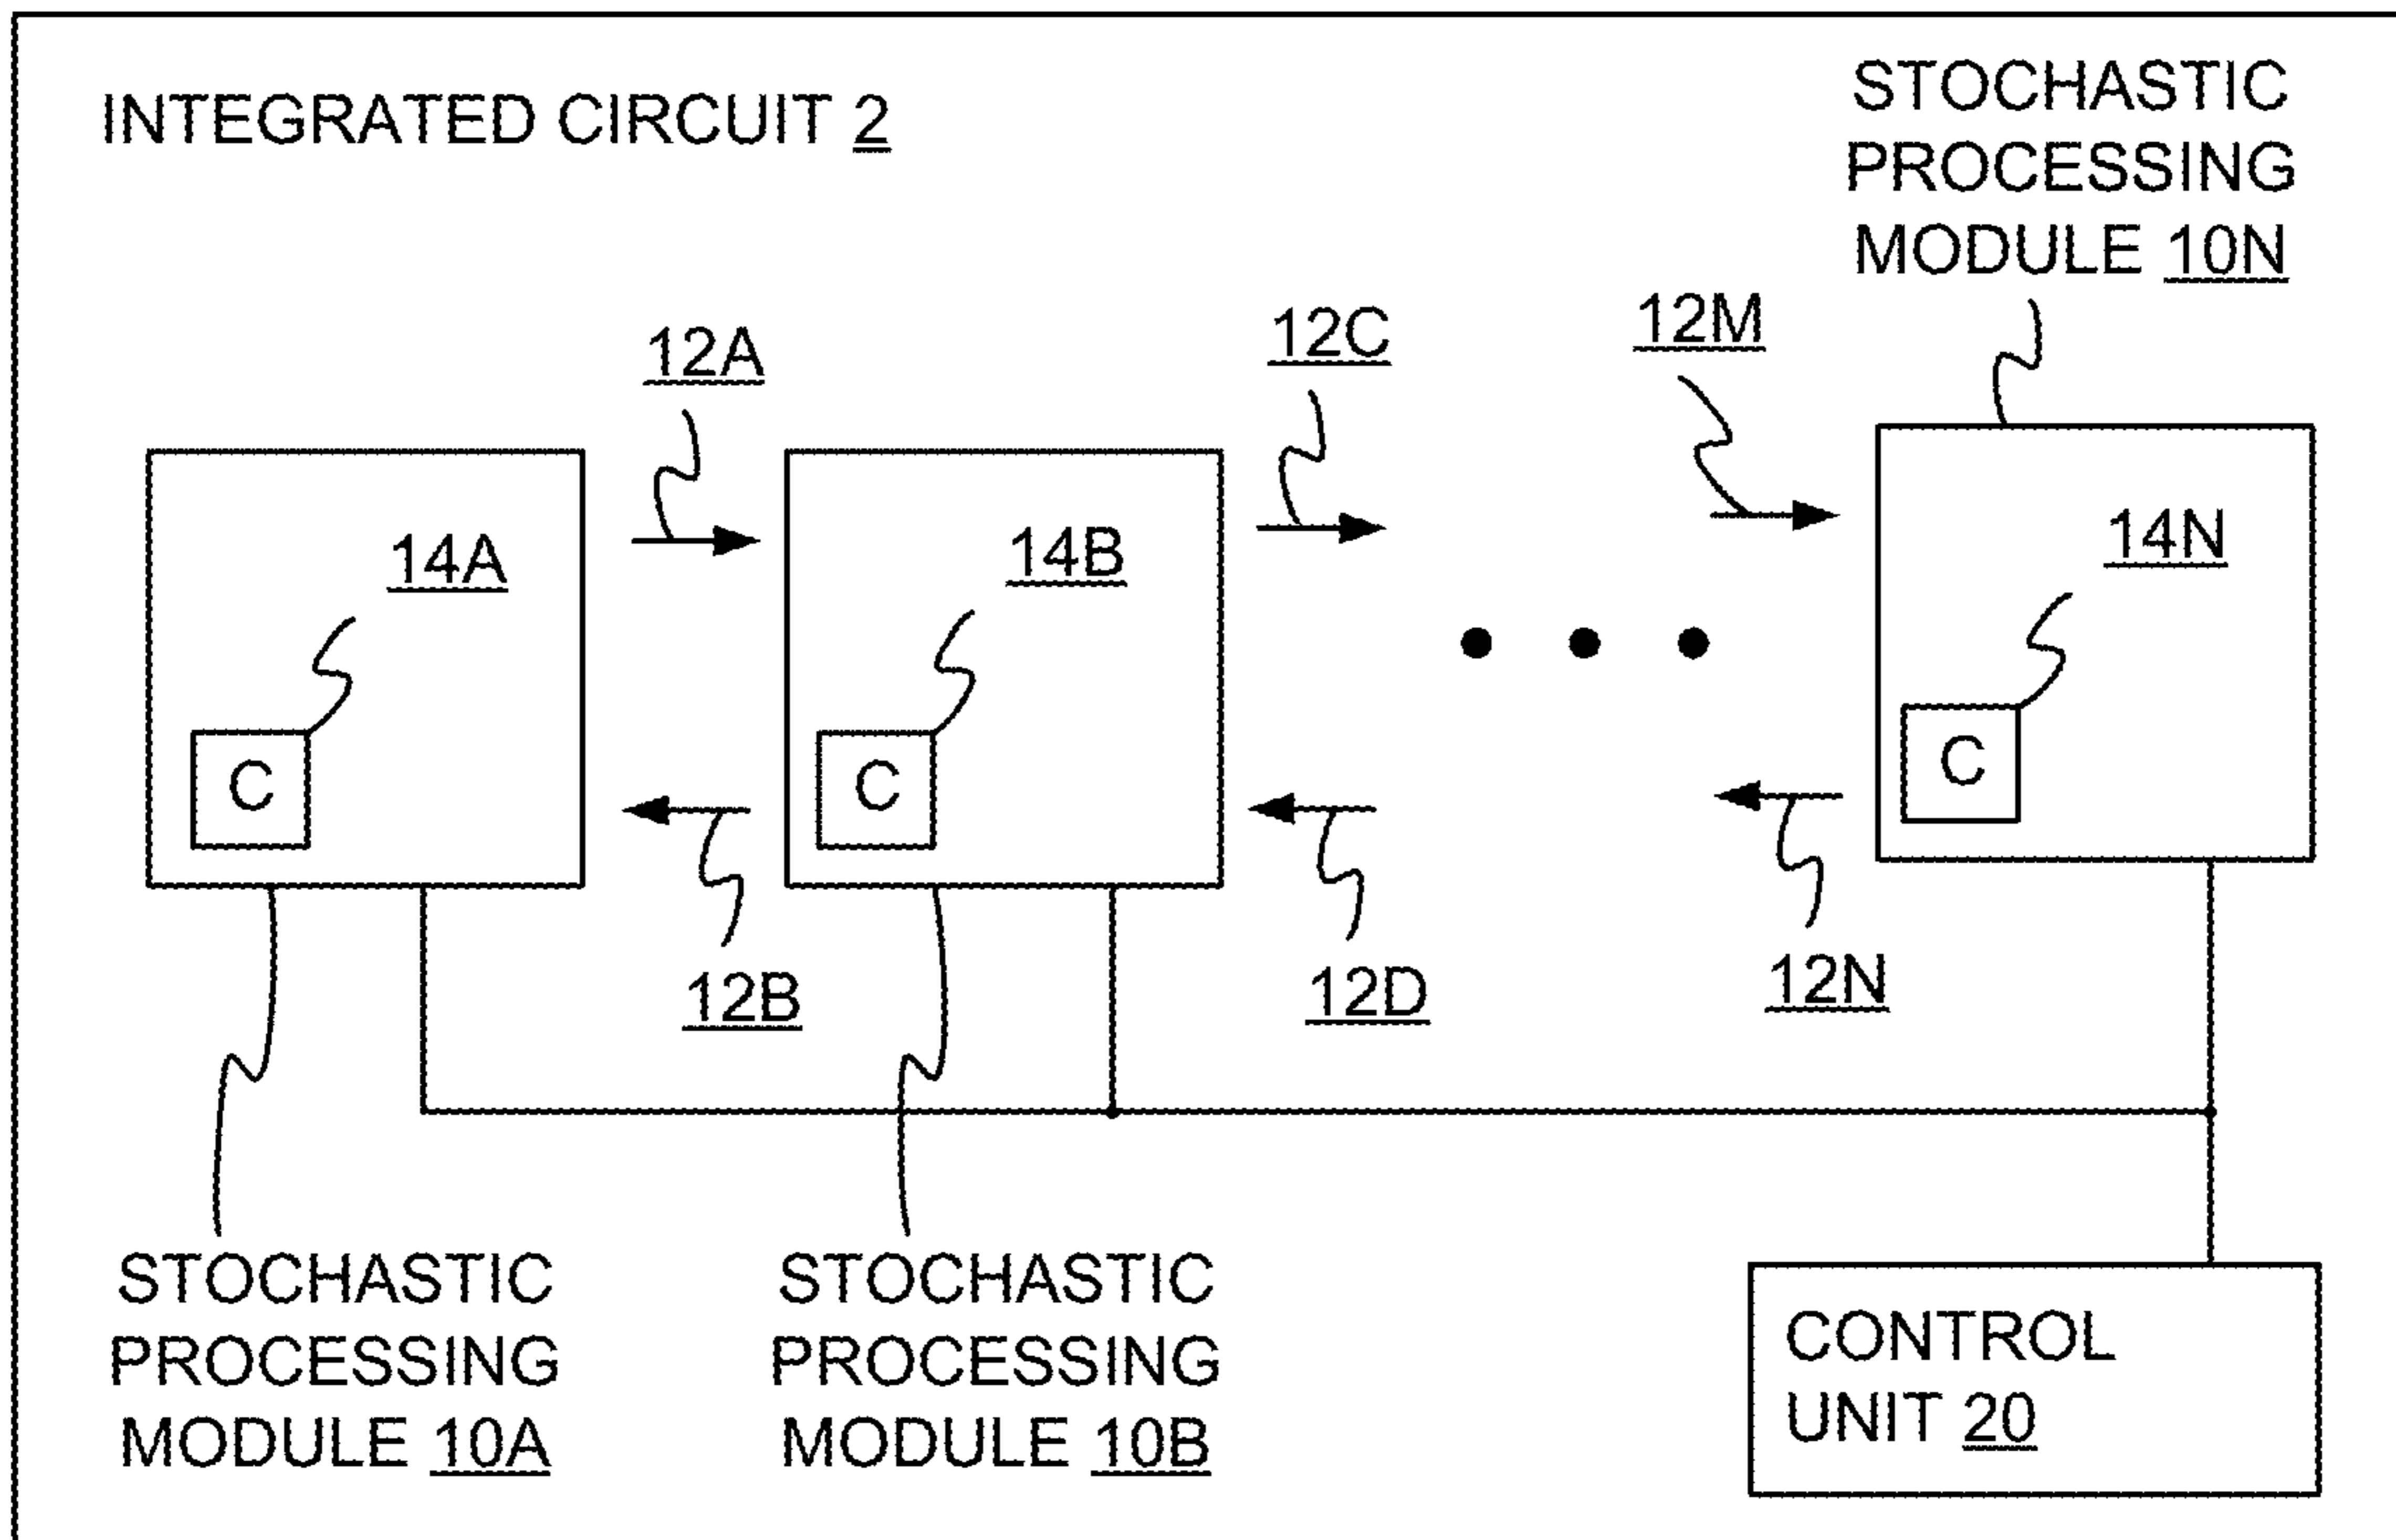 INTEGRATED CIRCUIT 2
STOCHASTIC
PROCESSING
MODULE 10N
12A
12C
12M
14A
14B
14N
C
C
C
12B
12D
12N
STOCHASTIC
PROCESSING
MODULE 10A
STOCHASTIC
PROCESSING
MODULE 10B
CONTROL
UNIT 20